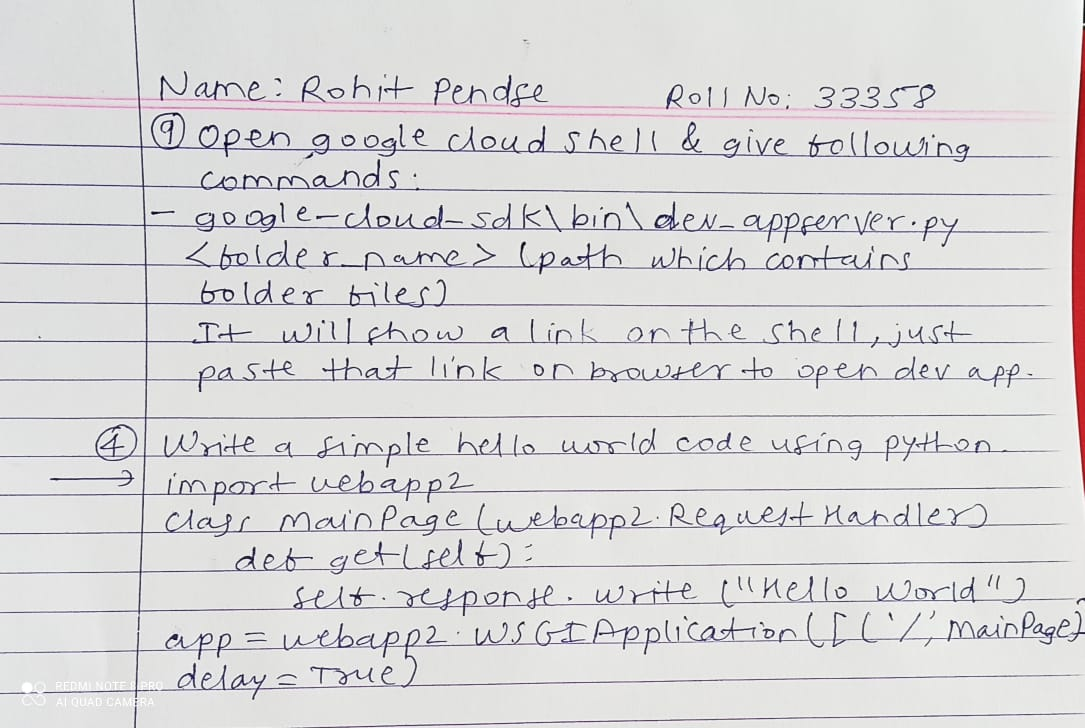 Name: Rohit Pendse Roll No: 33358
⑨ Open google cloud shell & give following
commands:
- google-cloud-sdk\bin\dev_appserver.py
<folder_name> (path which contains
folder files)
It will show a link on the shell, just
paste that link on browser to open dev app.
④ Write a simple hello world code using python.
→ import webapp2
class MainPage (webapp2.RequestHandler)
def get(self):
self.response.write ("Hello World")
app = webapp2.WSGIApplication([('/', MainPage)
delay = True)
REDMI NOTE 8 PRO
AI QUAD CAMERA